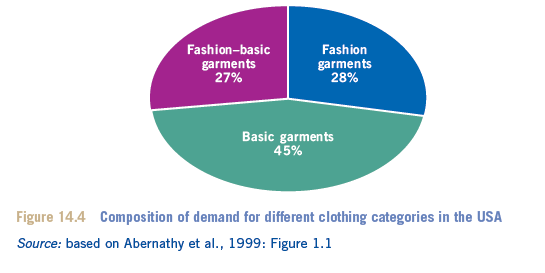 Fashion–basic
garments
27%
Fashion
garments
28%
Basic garments
45%
Figure 14.4 Composition of demand for different clothing categories in the USA
Source: based on Abernathy et al., 1999: Figure 1.1